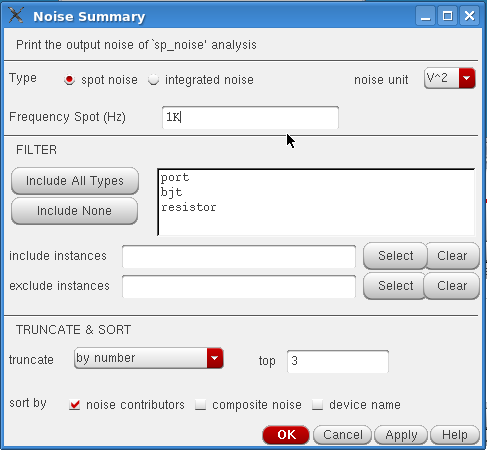 Noise Summary
Print the output noise of `sp_noise' analysis
Type spot noise integrated noise noise unit V^2
Frequency Spot (Hz) 1K
FILTER
Include All Types
Include None
port
bjt
resistor
include instances Select Clear
exclude instances Select Clear
TRUNCATE & SORT
truncate by number top 3
sort by noise contributors composite noise device name
OK Cancel Apply Help